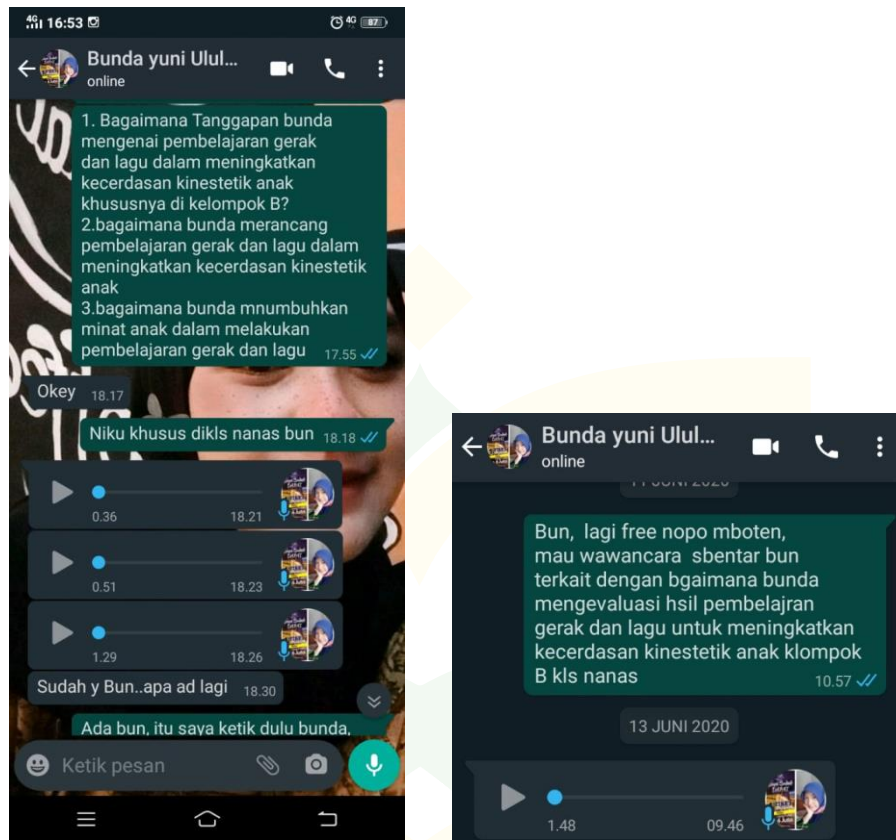 4G 16:53
4G 87
Bunda yuni Ulul...
online
1. Bagaimana Tanggapan bunda
mengenai pembelajaran gerak
dan lagu dalam meningkatkan
kecerdasan kinestetik anak
khususnya di kelompok B?
2.bagaimana bunda merancang
pembelajaran gerak dan lagu dalam
meningkatkan kecerdasan kinestetik
anak
3.bagaimana bunda mnumbuhkan
minat anak dalam melakukan
pembelajaran gerak dan lagu 17.55
Okey 18.17
Niku khusus dikls nanas bun 18.18
0.36 18.21
0.51 18.23
1.29 18.26
Sudah y Bun..apa ad lagi 18.30
Ada bun, itu saya ketik dulu bunda,
Ketik pesan
Bunda yuni Ulul...
online
11 JUNI 2020
Bun, lagi free nopo mboten,
mau wawancara sbentar bun
terkait dengan bgaimana bunda
mengevaluasi hsil pembelajran
gerak dan lagu untuk meningkatkan
kecerdasan kinestetik anak klompok
B kls nanas 10.57
13 JUNI 2020
1.48 09.46